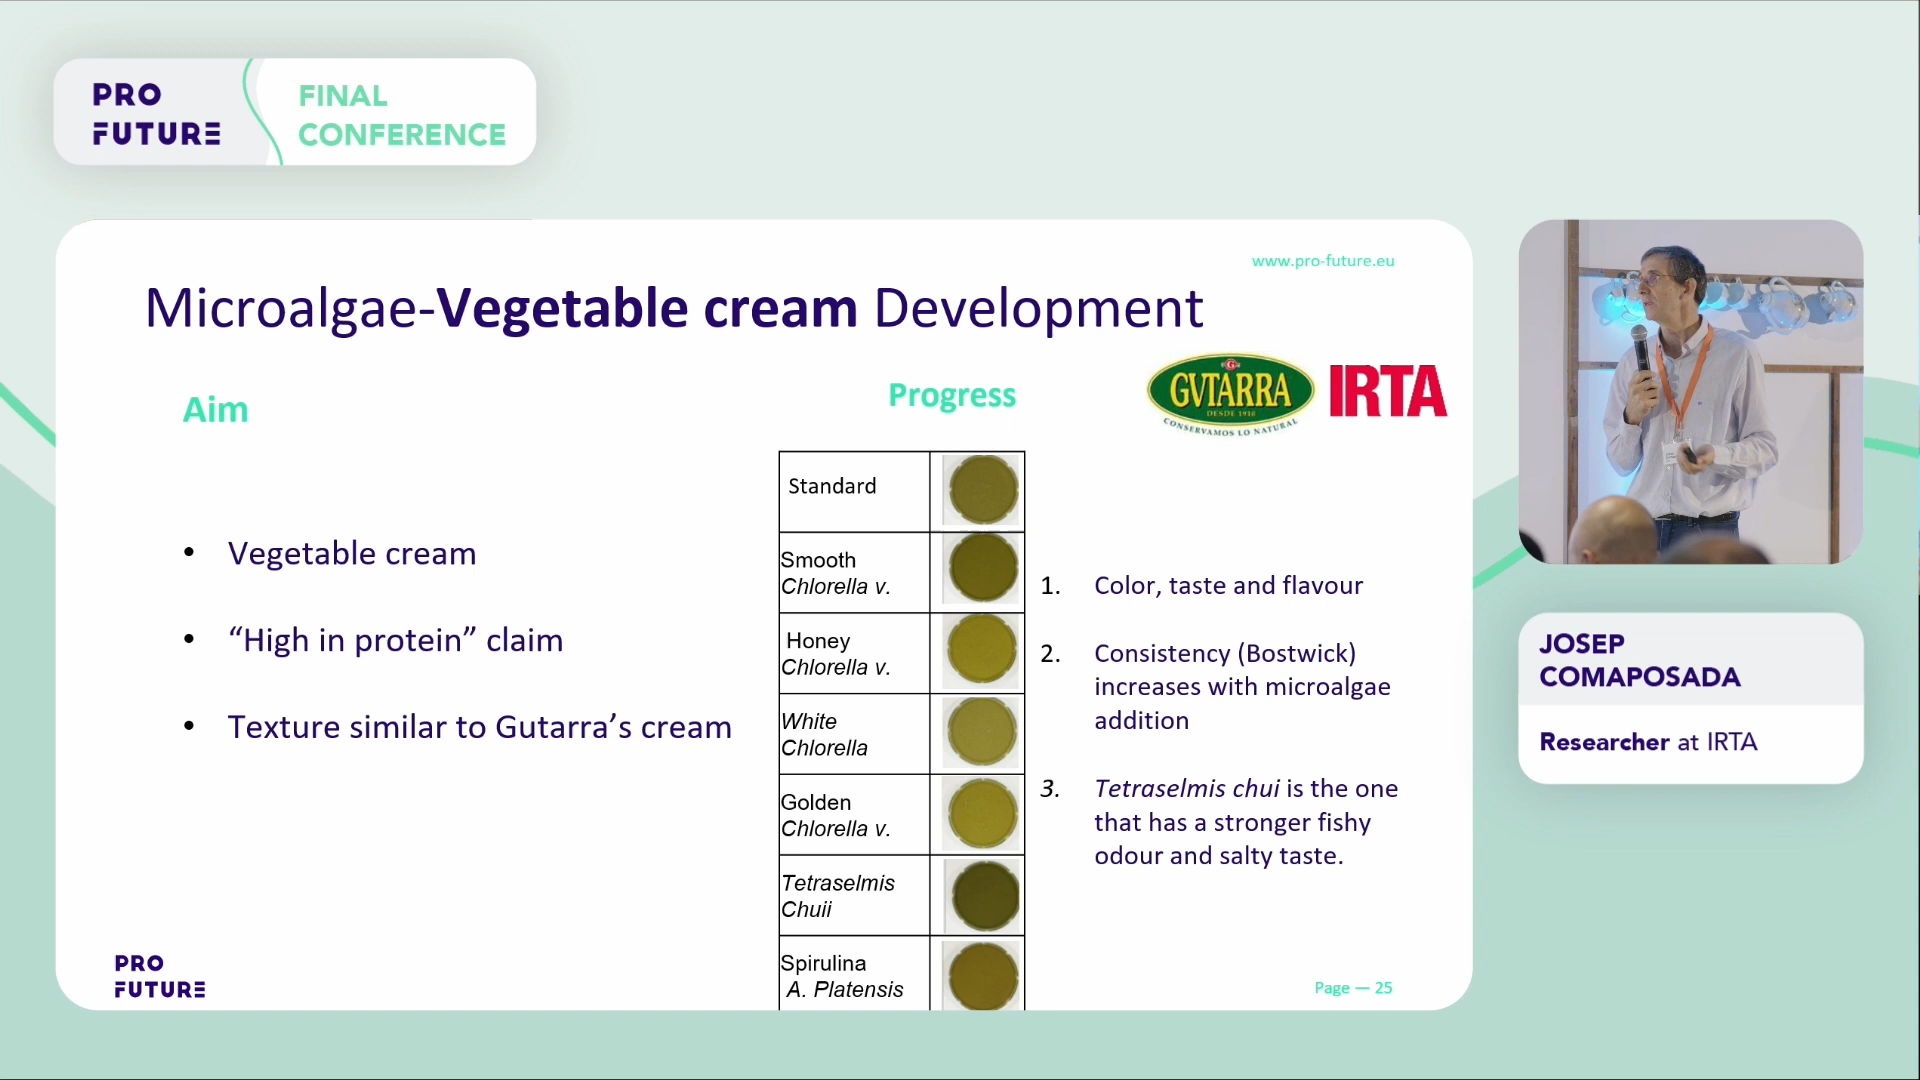 PRO
FUTURE
FINAL
CONFERENCE
www.pro-future.eu
Microalgae-Vegetable cream Development
Aim
Progress
G
GVTARRA
DESDE 1918
CONSERVAMOS LO NATURAL
IRTA
• Vegetable cream
• “High in protein” claim
• Texture similar to Gutarra’s cream
Standard
Smooth
Chlorella v.
Honey
Chlorella v.
White
Chlorella
Golden
Chlorella v.
Tetraselmis
Chuii
Spirulina
A. Platensis
1. Color, taste and flavour
2. Consistency (Bostwick)
increases with microalgae
addition
3. Tetraselmis chui is the one
that has a stronger fishy
odour and salty taste.
PRO
FUTURE
Page — 25
JOSEP
COMAPOSADA
Researcher at IRTA